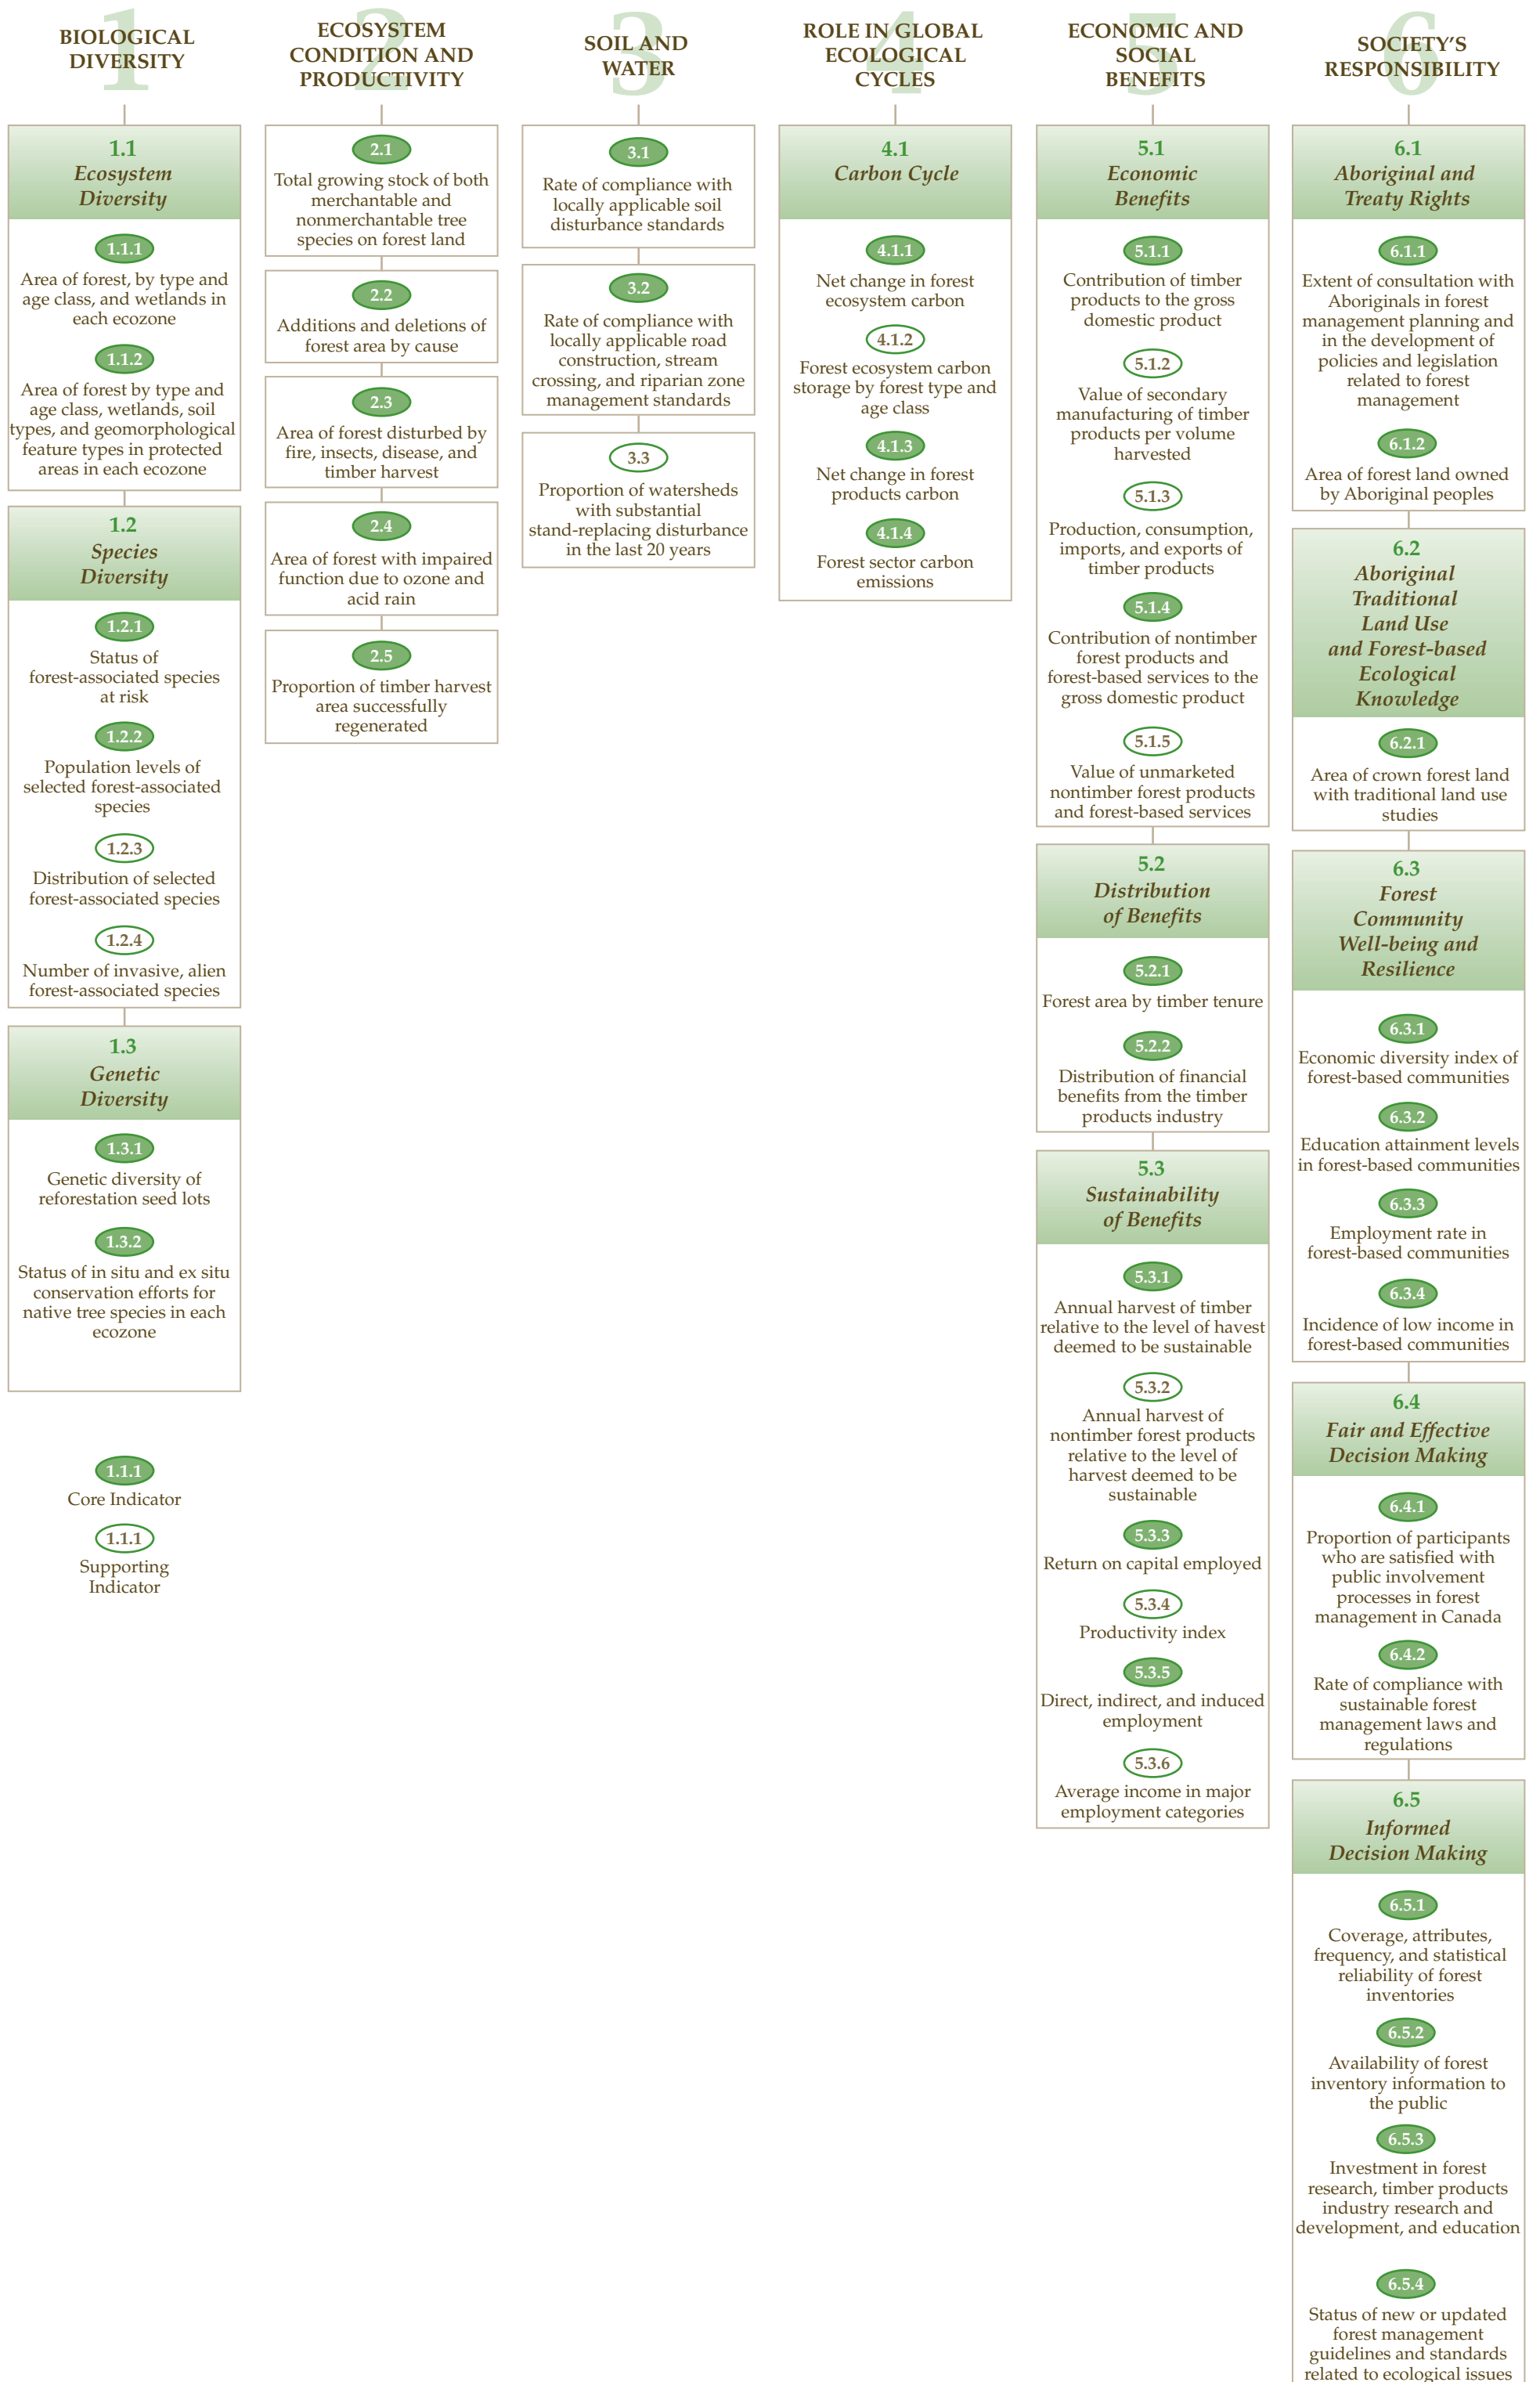 1
BIOLOGICAL
DIVERSITY
1.1
Ecosystem
Diversity
1.1.1
Area of forest, by type and
age class, and wetlands in
each ecozone
1.1.2
Area of forest by type and
age class, wetlands, soil
types, and geomorphological
feature types in protected
areas in each ecozone
1.2
Species
Diversity
1.2.1
Status of
forest-associated species
at risk
1.2.2
Population levels of
selected forest-associated
species
1.2.3
Distribution of selected
forest-associated species
1.2.4
Number of invasive, alien
forest-associated species
1.3
Genetic
Diversity
1.3.1
Genetic diversity of
reforestation seed lots
1.3.2
Status of in situ and ex situ
conservation efforts for
native tree species in each
ecozone
1.1.1
Core Indicator
1.1.1
Supporting
Indicator
2
ECOSYSTEM
CONDITION AND
PRODUCTIVITY
2.1
Total growing stock of both
merchantable and
nonmerchantable tree
species on forest land
2.2
Additions and deletions of
forest area by cause
2.3
Area of forest disturbed by
fire, insects, disease, and
timber harvest
2.4
Area of forest with impaired
function due to ozone and
acid rain
2.5
Proportion of timber harvest
area successfully
regenerated
3
SOIL AND
WATER
3.1
Rate of compliance with
locally applicable soil
disturbance standards
3.2
Rate of compliance with
locally applicable road
construction, stream
crossing, and riparian zone
management standards
3.3
Proportion of watersheds
with substantial
stand-replacing disturbance
in the last 20 years
4
ROLE IN GLOBAL
ECOLOGICAL
CYCLES
4.1
Carbon Cycle
4.1.1
Net change in forest
ecosystem carbon
4.1.2
Forest ecosystem carbon
storage by forest type and
age class
4.1.3
Net change in forest
products carbon
4.1.4
Forest sector carbon
emissions
5
ECONOMIC AND
SOCIAL
BENEFITS
5.1
Economic
Benefits
5.1.1
Contribution of timber
products to the gross
domestic product
5.1.2
Value of secondary
manufacturing of timber
products per volume
harvested
5.1.3
Production, consumption,
imports, and exports of
timber products
5.1.4
Contribution of nontimber
forest products and
forest-based services to the
gross domestic product
5.1.5
Value of unmarketed
nontimber forest products
and forest-based services
5.2
Distribution
of Benefits
5.2.1
Forest area by timber tenure
5.2.2
Distribution of financial
benefits from the timber
products industry
5.3
Sustainability
of Benefits
5.3.1
Annual harvest of timber
relative to the level of havest
deemed to be sustainable
5.3.2
Annual harvest of
nontimber forest products
relative to the level of
harvest deemed to be
sustainable
5.3.3
Return on capital employed
5.3.4
Productivity index
5.3.5
Direct, indirect, and induced
employment
5.3.6
Average income in major
employment categories
6
SOCIETY'S
RESPONSIBILITY
6.1
Aboriginal and
Treaty Rights
6.1.1
Extent of consultation with
Aboriginals in forest
management planning and
in the development of
policies and legislation
related to forest
management
6.1.2
Area of forest land owned
by Aboriginal peoples
6.2
Aboriginal
Traditional
Land Use
and Forest-based
Ecological
Knowledge
6.2.1
Area of crown forest land
with traditional land use
studies
6.3
Forest
Community
Well-being and
Resilience
6.3.1
Economic diversity index of
forest-based communities
6.3.2
Education attainment levels
in forest-based communities
6.3.3
Employment rate in
forest-based communities
6.3.4
Incidence of low income in
forest-based communities
6.4
Fair and Effective
Decision Making
6.4.1
Proportion of participants
who are satisfied with
public involvement
processes in forest
management in Canada
6.4.2
Rate of compliance with
sustainable forest
management laws and
regulations
6.5
Informed
Decision Making
6.5.1
Coverage, attributes,
frequency, and statistical
reliability of forest
inventories
6.5.2
Availability of forest
inventory information to
the public
6.5.3
Investment in forest
research, timber products
industry research and
development, and education
6.5.4
Status of new or updated
forest management
guidelines and standards
related to ecological issues